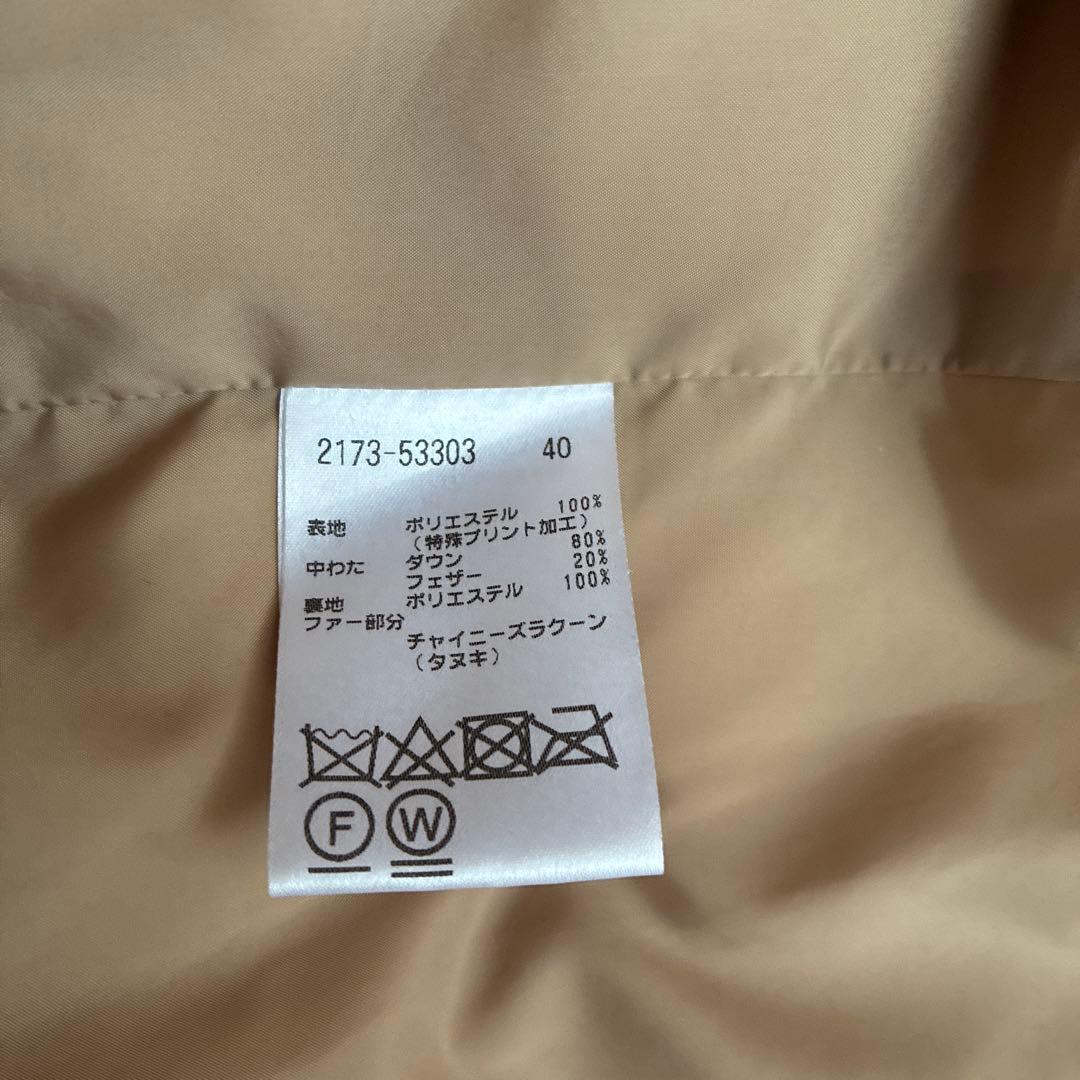 2173-53303 40
表地 ポリエステル 100%
(特殊プリント加工)
中わた ダウン 80%
フェザー 20%
裏地 ポリエステル 100%
ファー部分
チャイニーズラクーン
(タヌキ)
F W